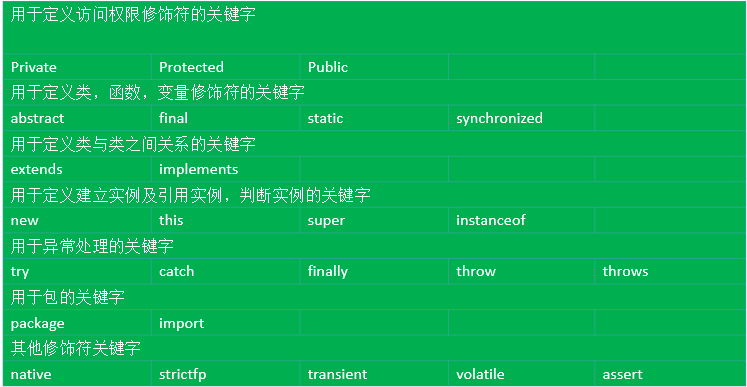 用于定义访问权限修饰符的关键字
Private Protected Public
用于定义类，函数，变量修饰符的关键字
abstract final static synchronized
用于定义类与类之间关系的关键字
extends implements
用于定义建立实例及引用实例，判断实例的关键字
new this super instanceof
用于异常处理的关键字
try catch finally throw throws
用于包的关键字
package import
其他修饰符关键字
native strictfp transient volatile assert